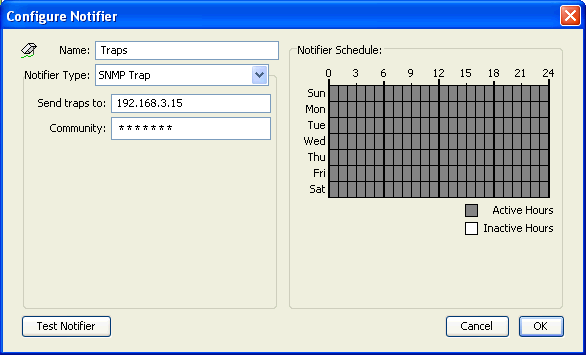 Configure Notifier
Name: Traps
Notifier Type: SNMP Trap
Send traps to: 192.168.3.15
Community: *******
Test Notifier
Notifier Schedule:
0 3 6 9 12 15 18 21 24
Sun
Mon
Tue
Wed
Thu
Fri
Sat
Active Hours
Inactive Hours
Cancel OK